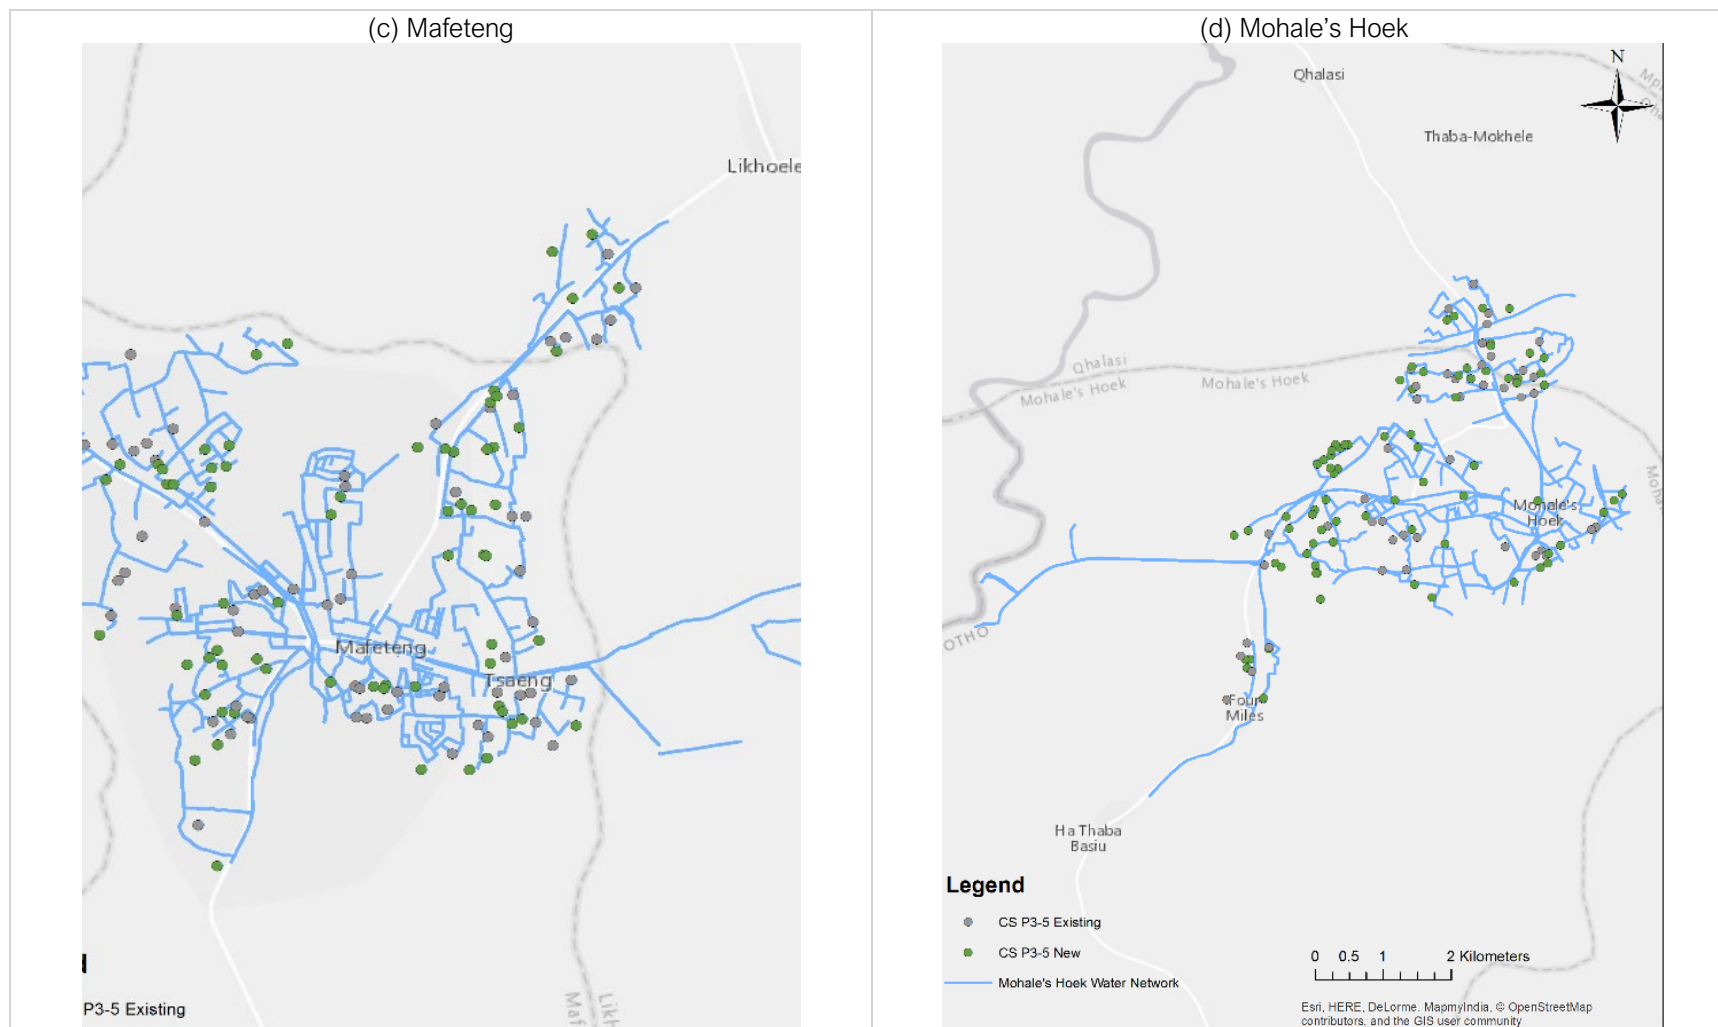 (c) Mafeteng
Likhoele
Mafeteng
Tsaeng
P3-5 Existing
(d) Mohale's Hoek
N
Qhalasi
Thaba-Mokhele
Qhalasi
Mohale's Hoek
Mohale's Hoek
Mohale's
Hoek
OTHO
Four
Miles
Ha Thaba
Basiu
Legend
CS P3-5 Existing
CS P3-5 New
Mohale's Hoek Water Network
0 0.5 1 2 Kilometers
Esri, HERE, DeLorme. MapmyIndia, © OpenStreetMap
contributors, and the GIS user community